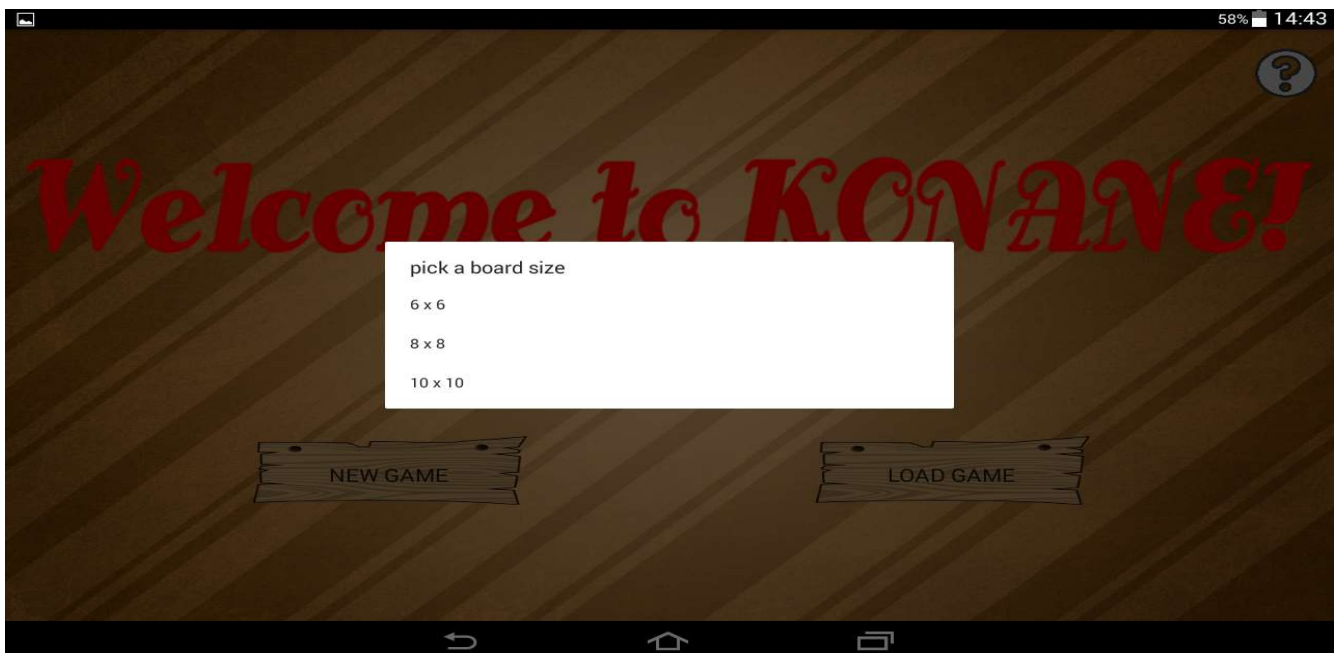 58% 14:43
?
Welcome to KONANE!
pick a board size
6 x 6
8 x 8
10 x 10
NEW GAME
LOAD GAME